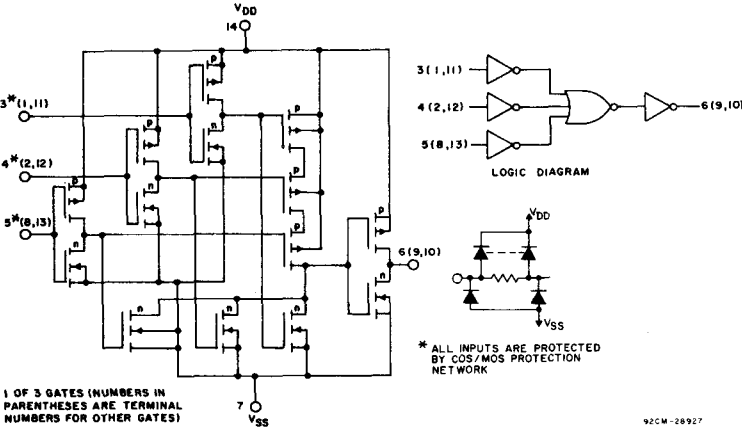 VDD
14
p
3*(1,11)
3(1,11)
4(2,12)
6(9,10)
5(8,13)
LOGIC DIAGRAM
n
p
p
4*(2,12)
n
p
p
5*(8,13)
p
p
6(9,10)
n
n
VDD
n
n
n
VSS
* ALL INPUTS ARE PROTECTED
BY COS/MOS PROTECTION
NETWORK
1 OF 3 GATES (NUMBERS IN
PARENTHESES ARE TERMINAL
NUMBERS FOR OTHER GATES)
7
VSS
92CM-28927